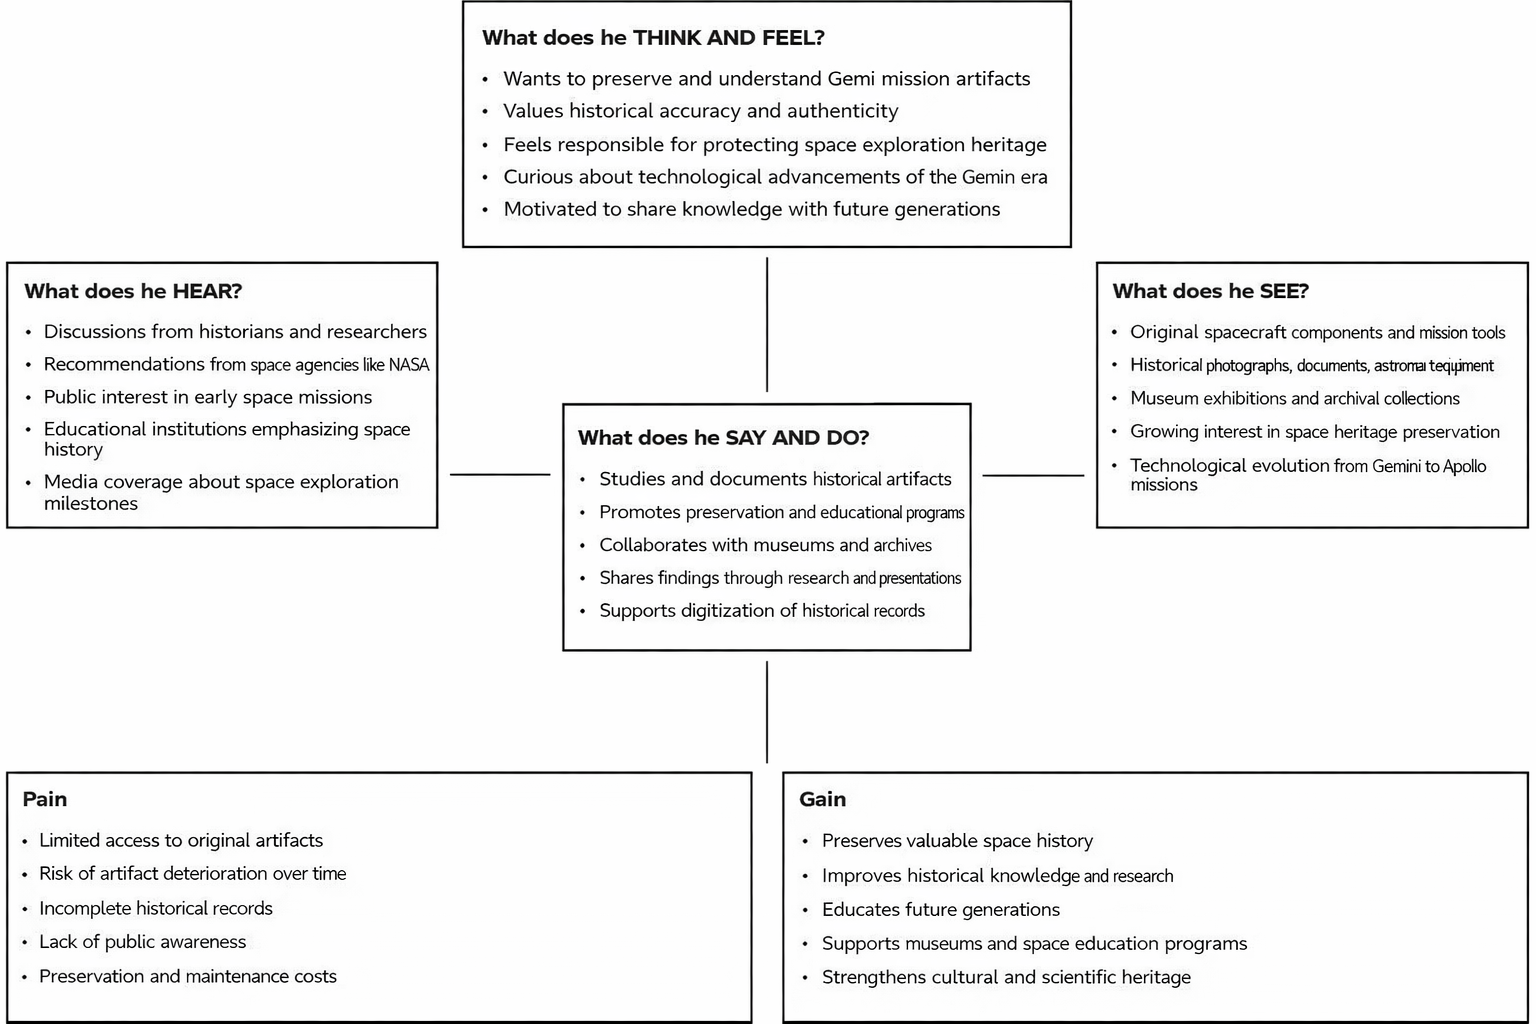 What does he THINK AND FEEL?
• Wants to preserve and understand Gemi mission artifacts
• Values historical accuracy and authenticity
• Feels responsible for protecting space exploration heritage
• Curious about technological advancements of the Gemin era
• Motivated to share knowledge with future generations
What does he HEAR?
• Discussions from historians and researchers
• Recommendations from space agencies like NASA
• Public interest in early space missions
• Educational institutions emphasizing space
history
• Media coverage about space exploration
milestones
What does he SEE?
• Original spacecraft components and mission tools
• Historical photographs, documents,
• Museum exhibitions and archival collections
• Growing interest in space heritage preservation
• Technological evolution from Gemini to Apollo
missions
What does he SAY AND DO?
• Studies and documents historical artifacts
• Promotes preservation and educational programs
• Collaborates with museums and archives
• Shares findings through research and presentations
• Supports digitization of historical records
Pain
• Limited access to original artifacts
• Risk of artifact deterioration over time
• Incomplete historical records
• Lack of public awareness
• Preservation and maintenance costs
Gain
• Preserves valuable space history
• Improves historical knowledge and research
• Educates future generations
• Supports museums and space education programs
• Strengthens cultural and scientific heritage